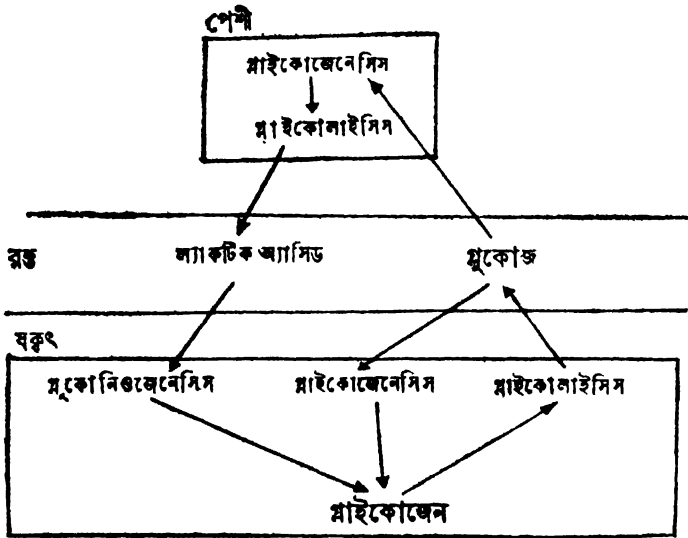 পেশী
গ্লাইকোজেনেসিস
গ্লাইকোলাইসিস
রক্ত ল্যাকটিক অ্যাসিড গ্লুকোজ
যকৃৎ
গ্লুকোনিওজেনেসিস গ্লাইকোজেনেসিস গ্লাইকোলাইসিস
গ্লাইকোজেন